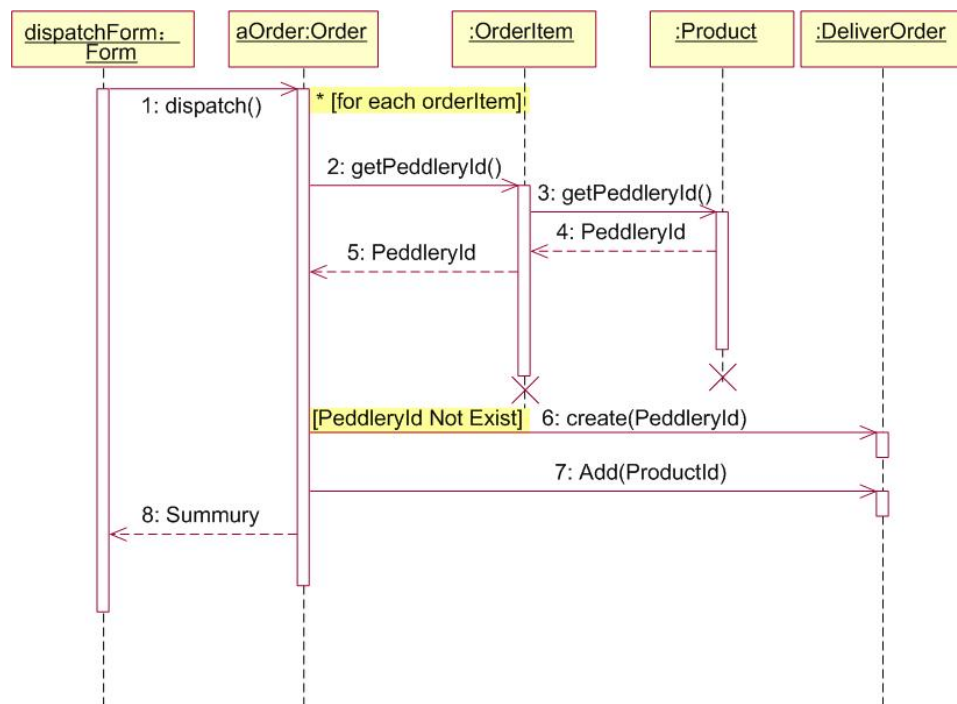 dispatchForm：
Form
aOrder:Order
:OrderItem
:Product
:DeliverOrder
1: dispatch()
* [for each orderItem]
2: getPeddleryId()
3: getPeddleryId()
4: PeddleryId
5: PeddleryId
[PeddleryId Not Exist]
6: create(PeddleryId)
7: Add(ProductId)
8: Summury